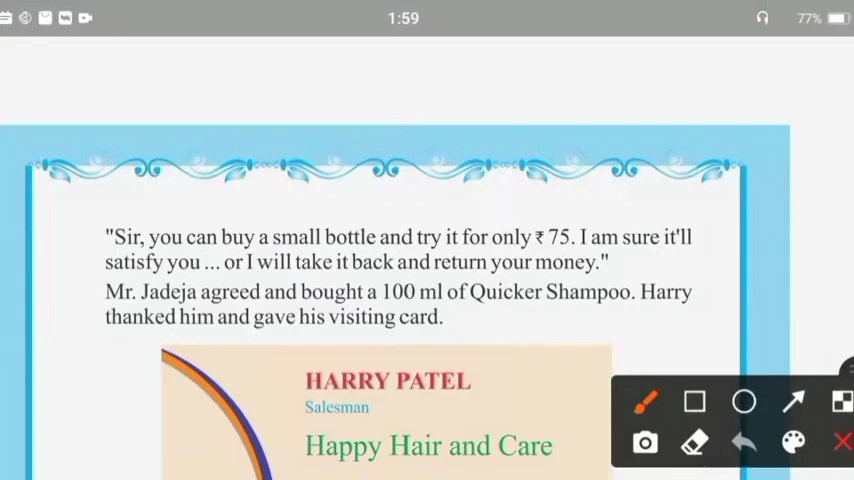 1:59
77%
"Sir, you can buy a small bottle and try it for only ₹ 75. I am sure it'll
satisfy you ... or I will take it back and return your money."
Mr. Jadeja agreed and bought a 100 ml of Quicker Shampoo. Harry
thanked him and gave his visiting card.
HARRY PATEL
Salesman
Happy Hair and Care